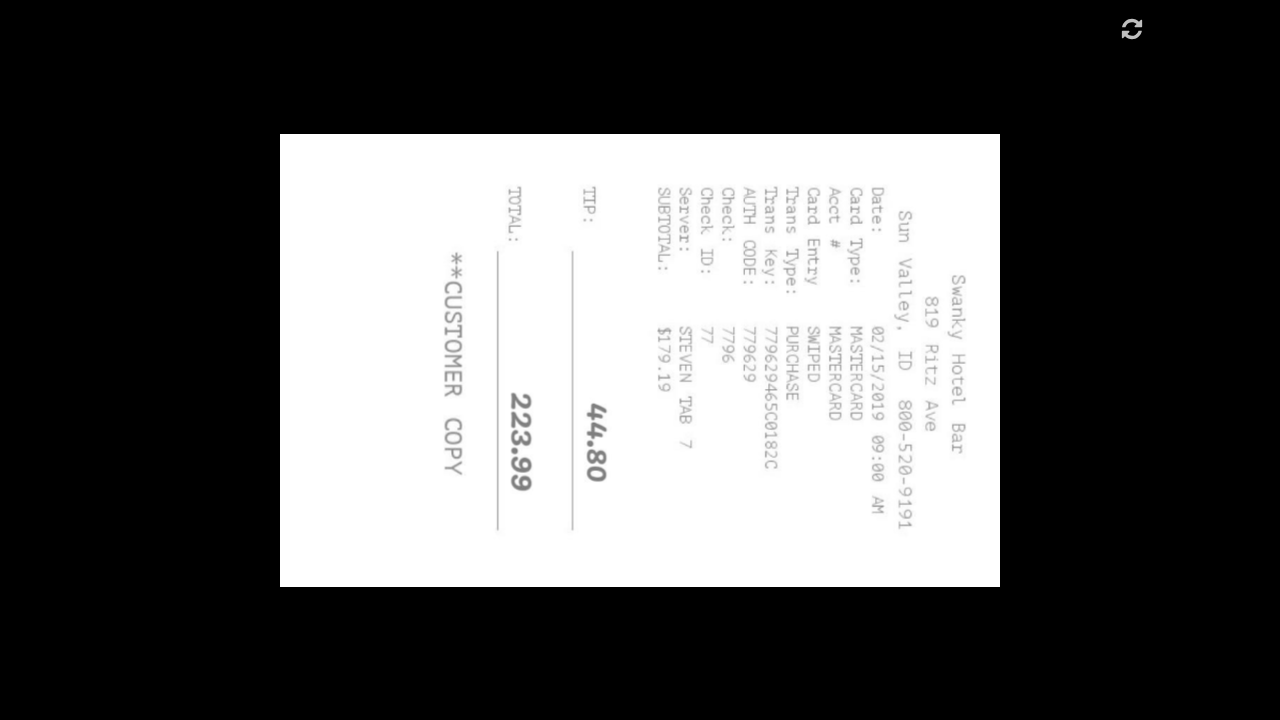 Swanky Hotel Bar
819 Ritz Ave
Sun Valley, ID 800-520-9191
Date: 02/15/2019 09:00 AM
Card Type: MASTERCARD
Acct # MASTERCARD
Card Entry SWIPED
Trans Type: PURCHASE
Trans Key: 779629465C0182C
AUTH CODE: 779629
Check: 7796
Check ID: 77
Server: STEVEN TAB 7
SUBTOTAL: $179.19
TIP: 44.80
TOTAL: 223.99
**CUSTOMER COPY